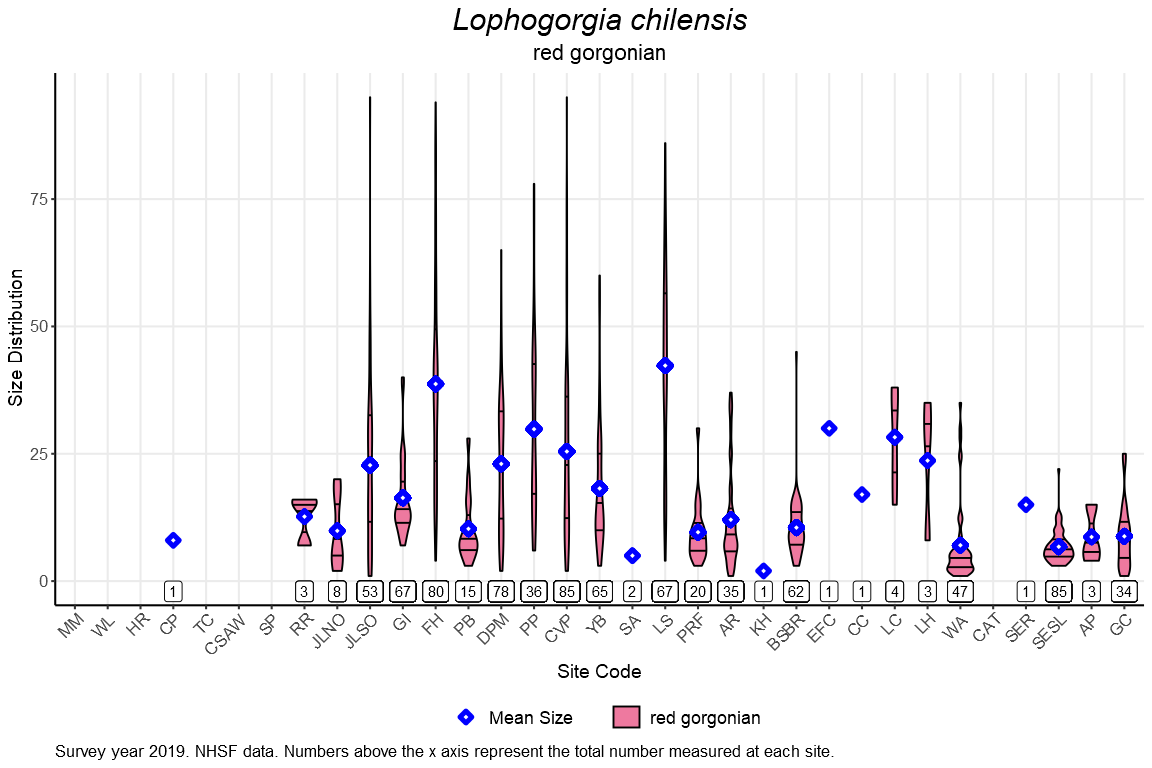 Lophogorgia chilensis
red gorgonian
Size Distribution
75
50
25
0
1 3 8 53 67 80 15 78 36 85 65 2 67 20 35 1 62 1 1 4 3 47 1 85 3 34
MM WL HR CP TC CSAW SP RR JLNO JLSO GI FH PB DPM PP CVP YB SA LS PRF AR KH BSBR EFC CC LC LH WA CAT SER SESL AP GC
Site Code
Mean Size red gorgonian
Survey year 2019. NHSF data. Numbers above the x axis represent the total number measured at each site.